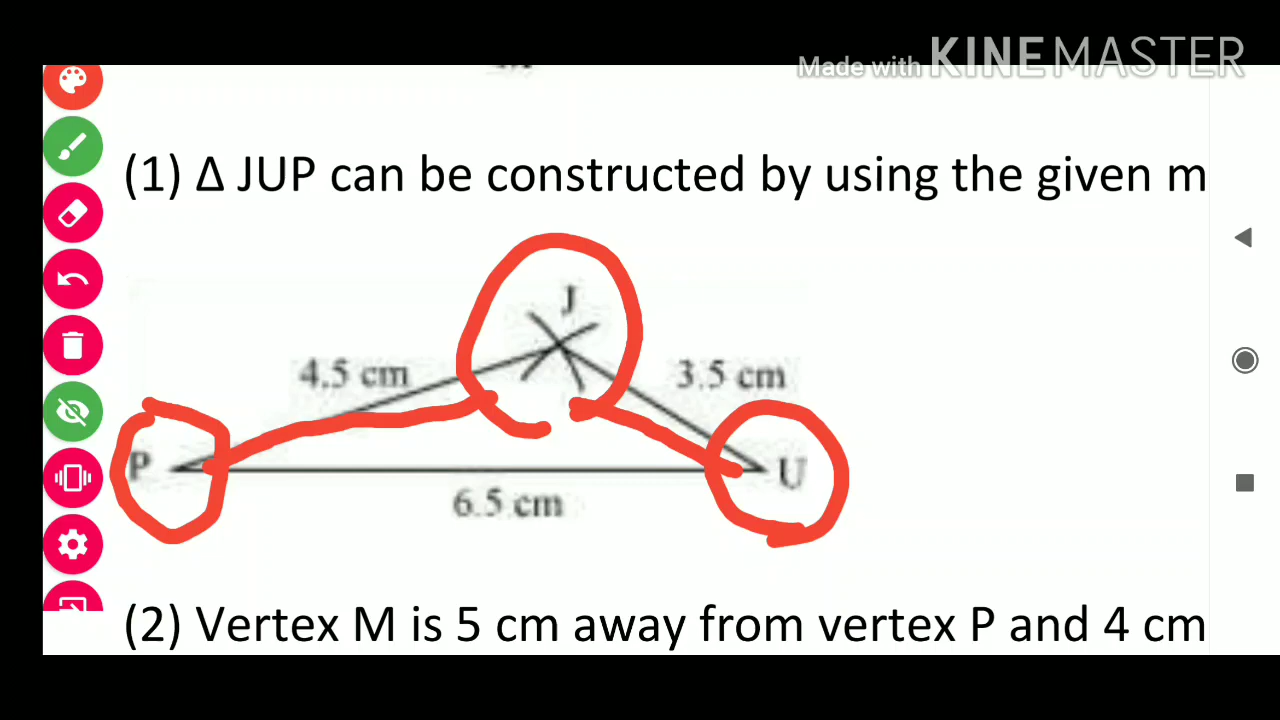 Made with KINEMASTER
(1) Δ JUP can be constructed by using the given m
J
4.5 cm
3.5 cm
P
U
6.5 cm
(2) Vertex M is 5 cm away from vertex P and 4 cm